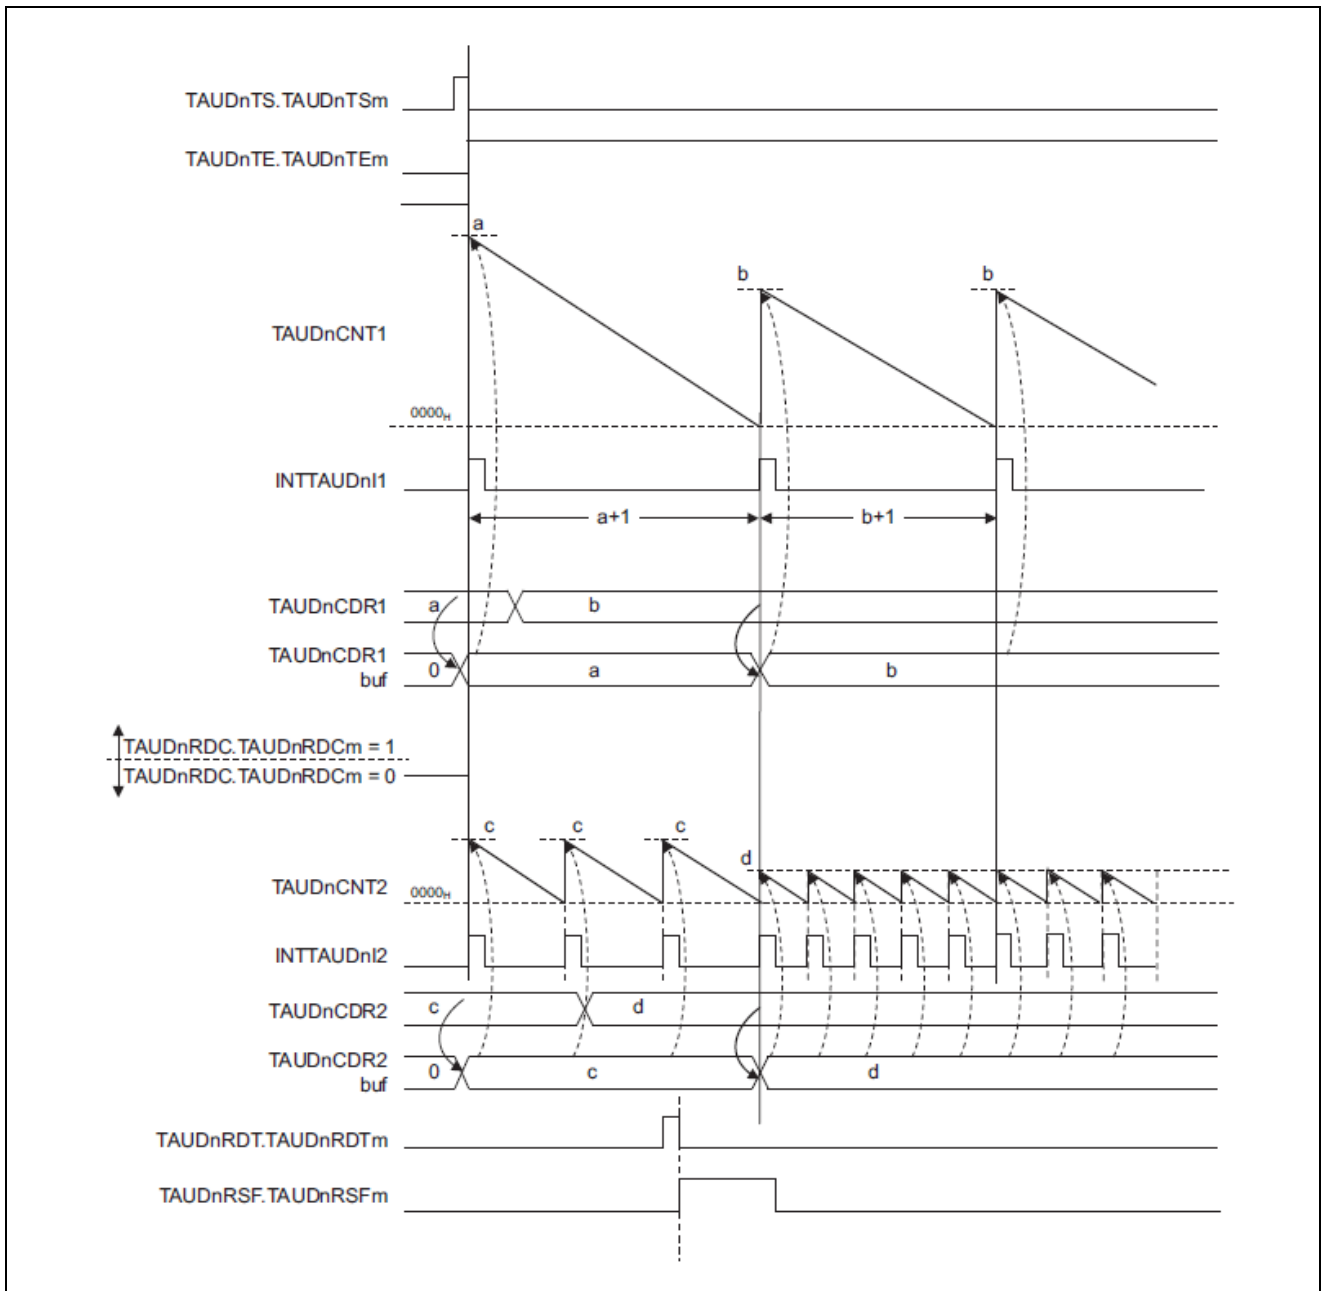 TAUDnTS.TAUDnTSm
TAUDnTE.TAUDnTEm
a
b b
TAUDnCNT1
0000H
INTTAUDnI1
a+1 b+1
TAUDnCDR1 a b
TAUDnCDR1
buf 0 a b
TAUDnRDC.TAUDnRDCm = 1
TAUDnRDC.TAUDnRDCm = 0
c c c
d
TAUDnCNT2 0000H
INTTAUDnI2
TAUDnCDR2 c d
TAUDnCDR2
buf 0 c d
TAUDnRDT.TAUDnRDTm
TAUDnRSF.TAUDnRSFm